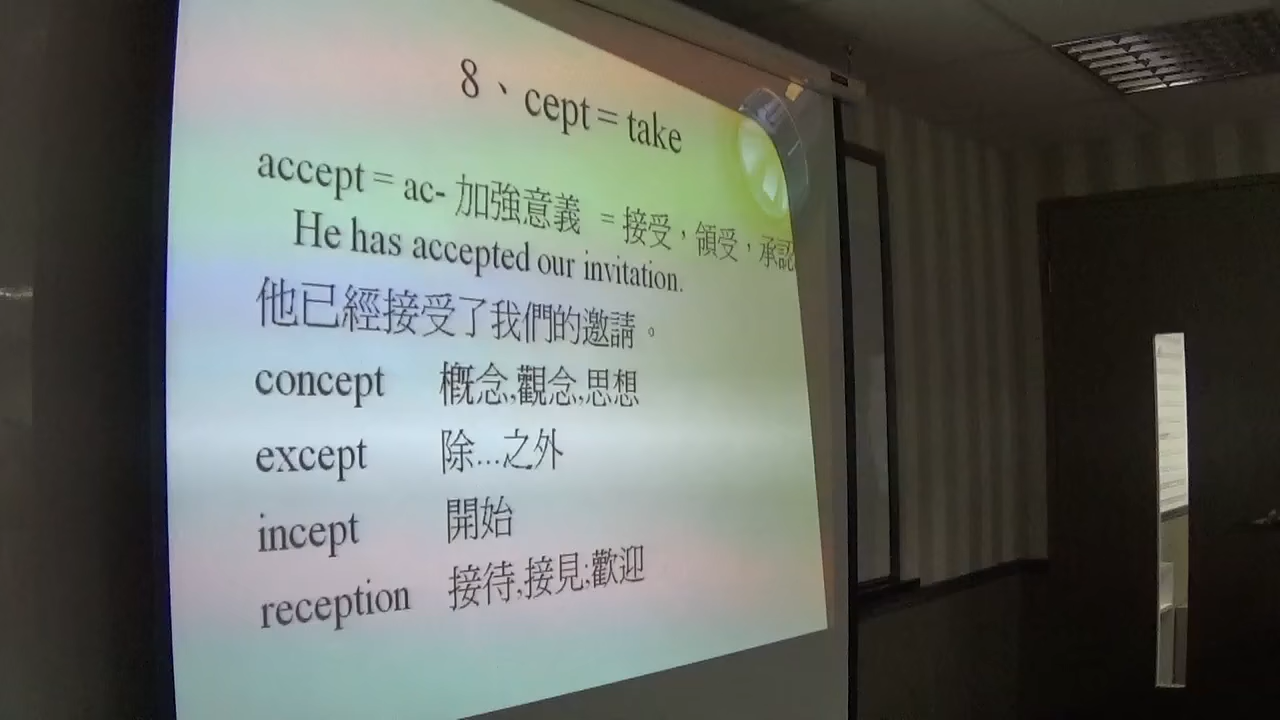 8、cept = take
accept = ac- 加強意義 = 接受，領受，承認
He has accepted our invitation.
他已經接受了我們的邀請。
concept 概念,觀念,思想
except 除...之外
incept 開始
reception 接待,接見;歡迎